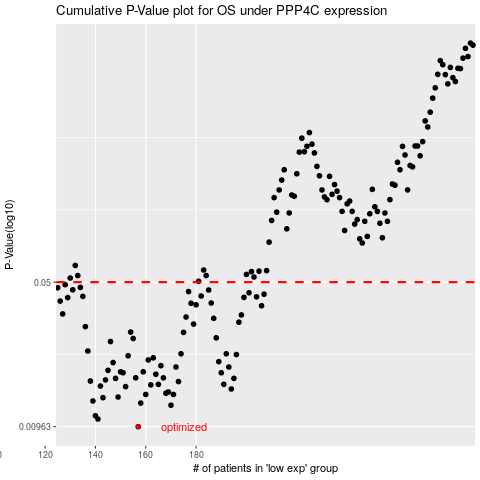 Cumulative P-Value plot for OS under PPP4C expression
P-Value(log10)
0.05
0.00963
optimized
0 120 140 160 180
# of patients in 'low exp' group